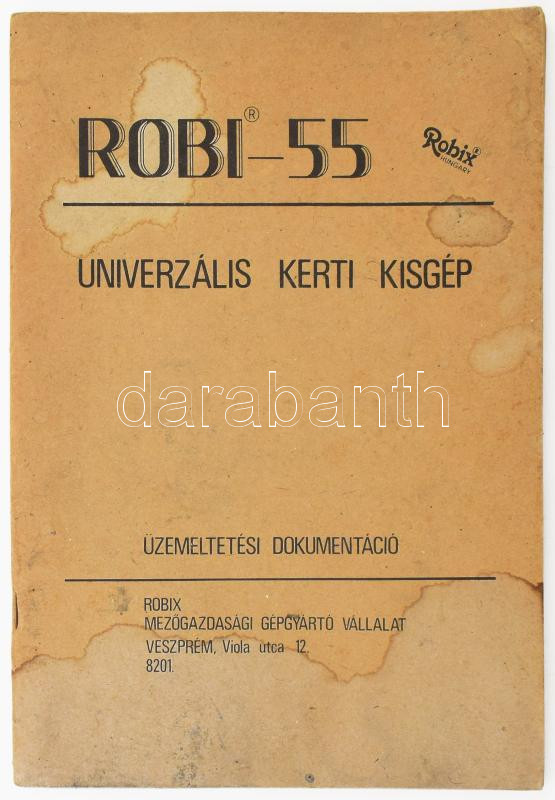 ROBI®-55
Robix®
HUNGARY
UNIVERZÁLIS KERTI KISGÉP
darabanth
ÜZEMELTETÉSI DOKUMENTÁCIÓ
ROBIX
MEZŐGAZDASÁGI GÉPGYÁRTÓ VÁLLALAT
VESZPRÉM, Viola utca 12.
8201.